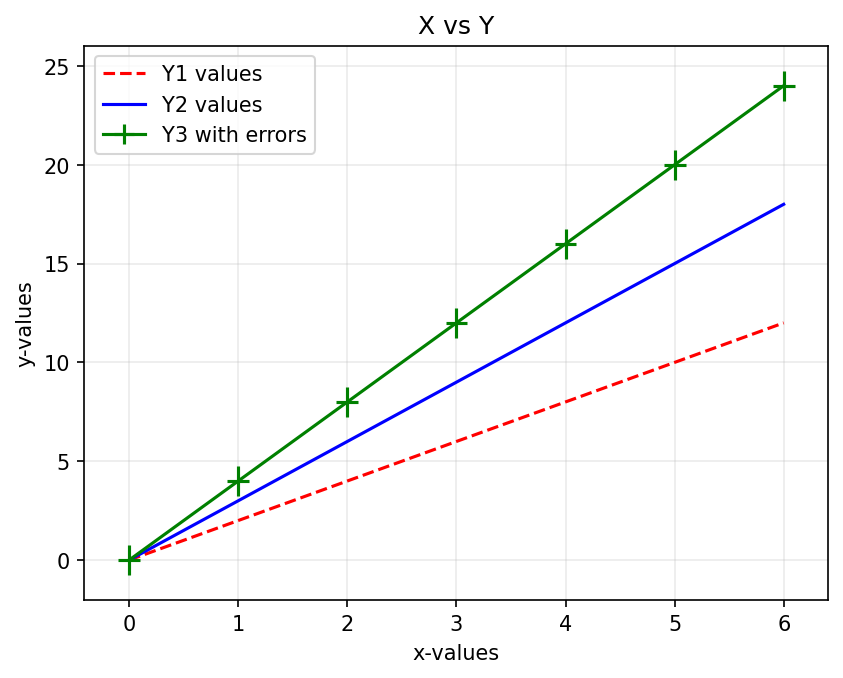 X vs Y
Y1 values
Y2 values
Y3 with errors
25
20
15
10
5
0
y-values
0 1 2 3 4 5 6
x-values